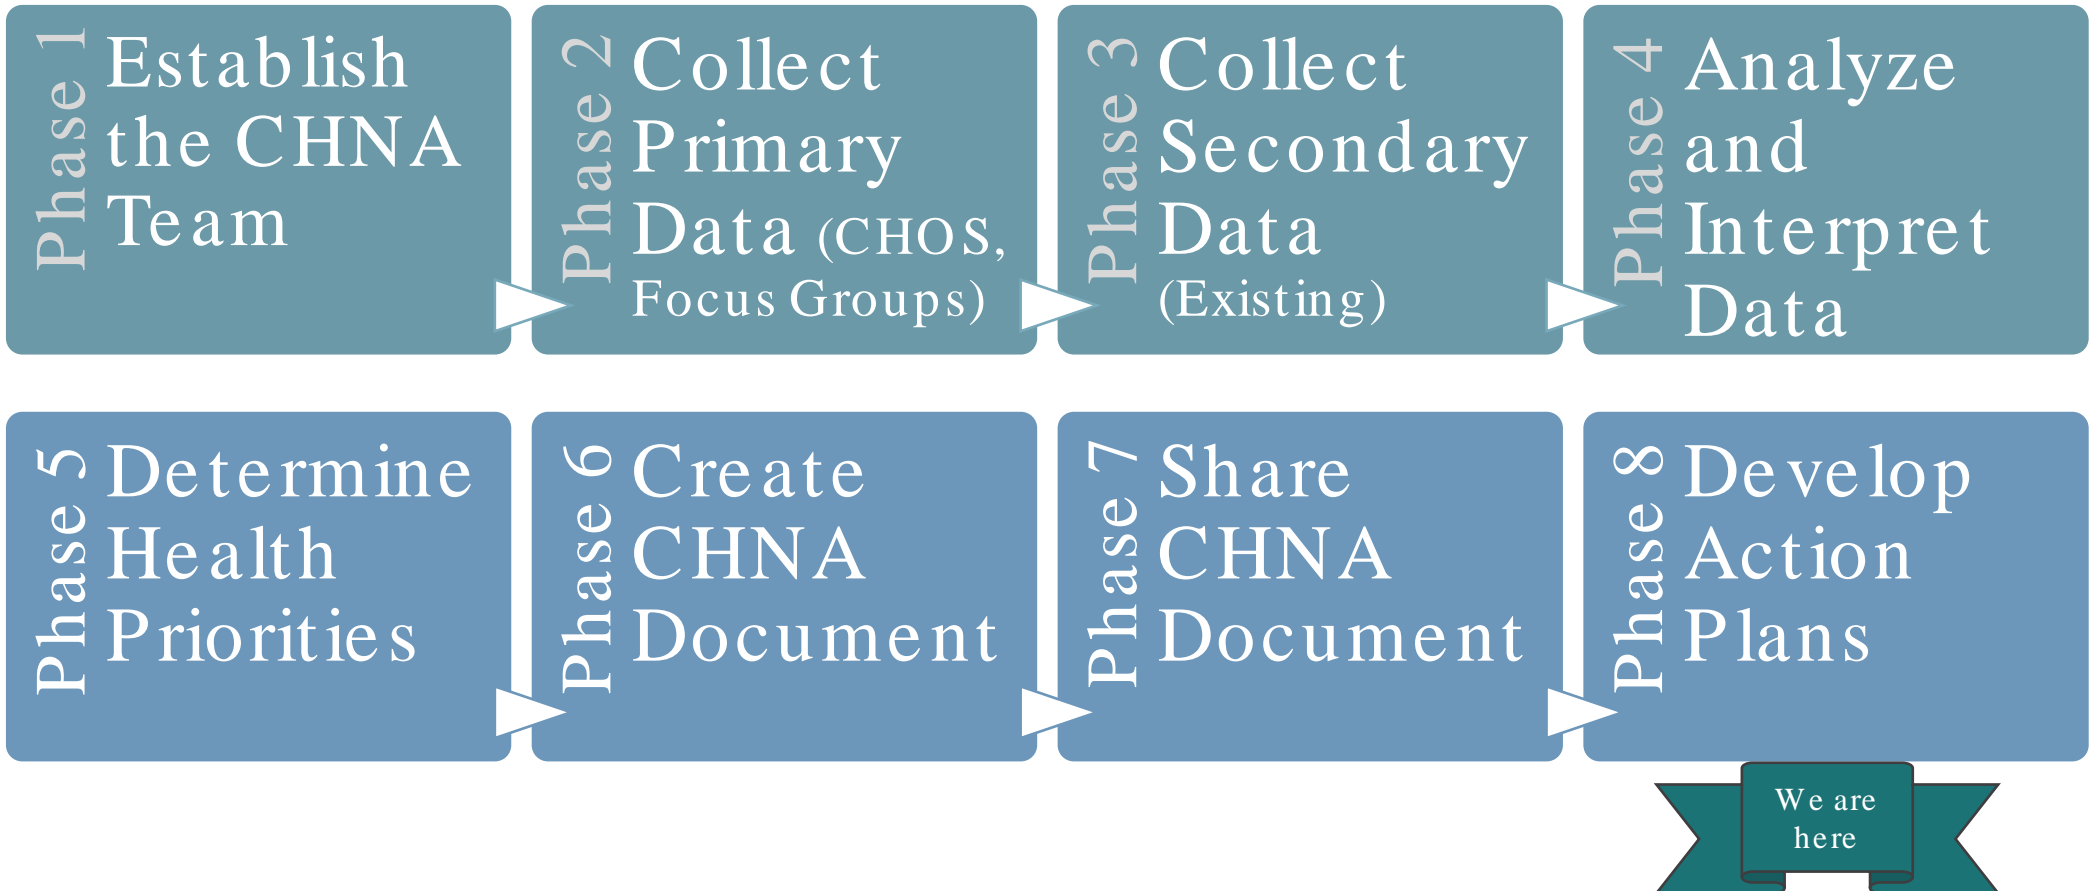 Phase 1
Establish
the CHNA
Team
Phase 2
Collect
Primary
Data (CHOS,
Focus Groups)
Phase 3
Collect
Secondary
Data
(Existing)
Phase 4
Analyze
and
Interpret
Data
Phase 5
Determine
Health
Priorities
Phase 6
Create
CHNA
Document
Phase 7
Share
CHNA
Document
Phase 8
Develop
Action
Plans
We are
here